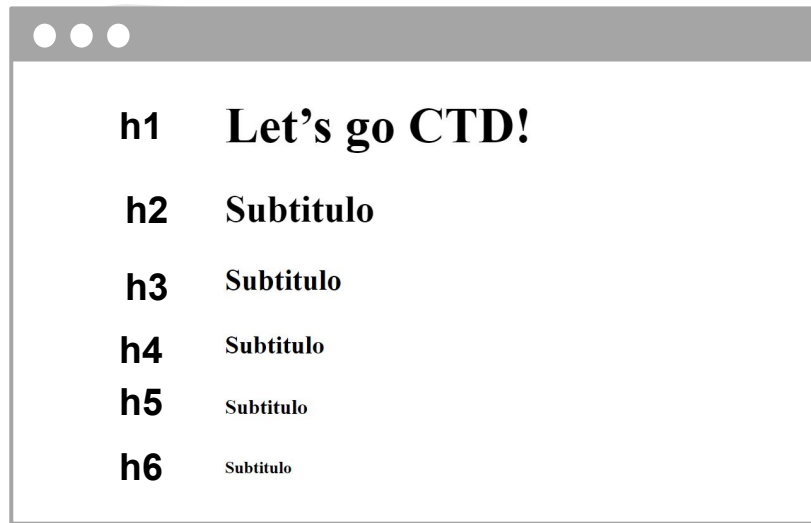 h1 Let’s go CTD!
h2 Subtitulo
h3 Subtitulo
h4 Subtitulo
h5 Subtitulo
h6 Subtitulo